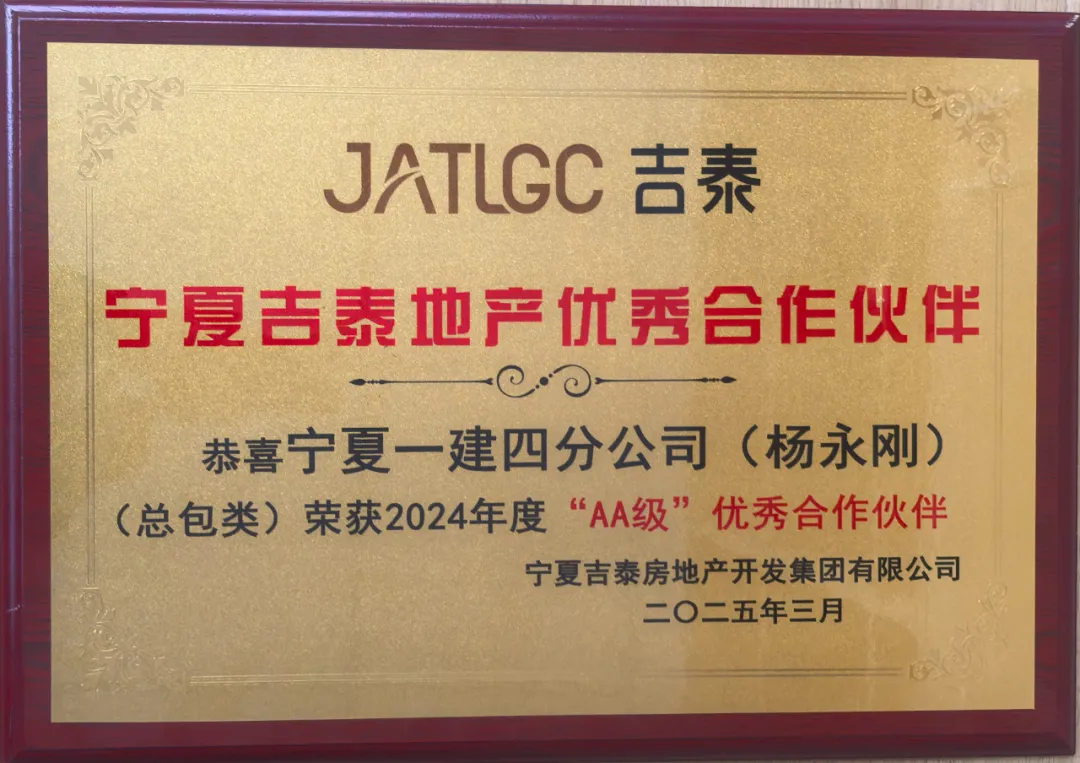 JATLGC 吉泰
宁夏吉泰地产优秀合作伙伴
恭喜宁夏一建四分公司（杨永刚）
（总包类）荣获2024年度“AA级”优秀合作伙伴
宁夏吉泰房地产开发集团有限公司
二〇二五年三月